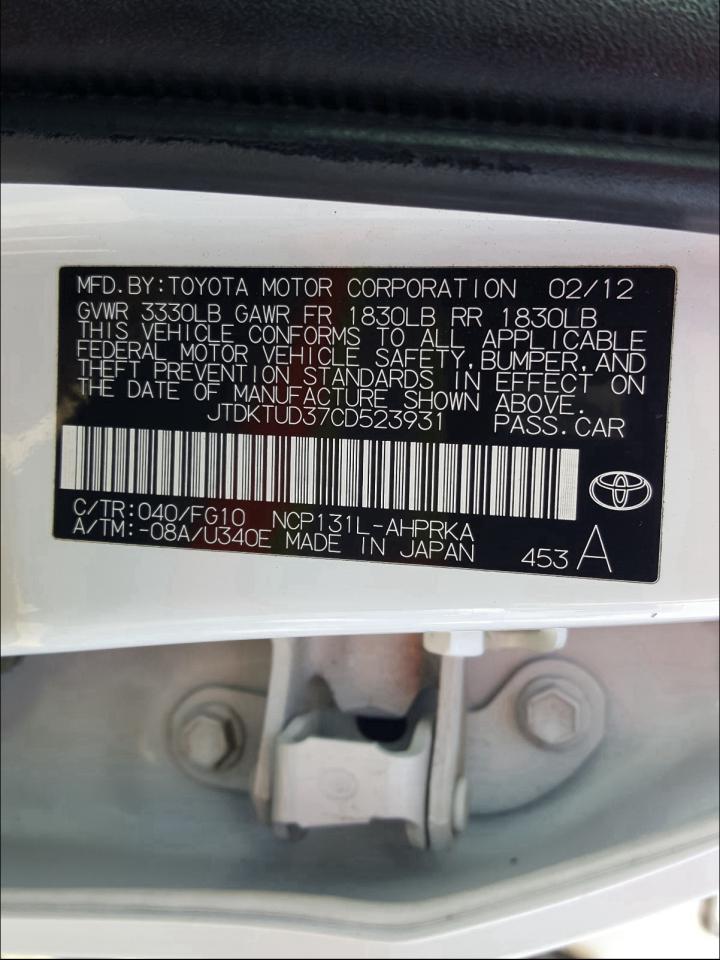 MFD.BY:TOYOTA MOTOR CORPORATION 02/12
GVWR 3330LB GAWR FR 1830LB RR 1830LB
THIS VEHICLE CONFORMS TO ALL APPLICABLE
FEDERAL MOTOR VEHICLE SAFETY,BUMPER,AND
THEFT PREVENTION STANDARDS IN EFFECT ON
THE DATE OF MANUFACTURE SHOWN ABOVE.
JTDKTUD37CD523931 PASS.CAR
C/TR:040/FG10 NCP131L-AHPRKA
A/TM:-08A/U340E MADE IN JAPAN 453 A